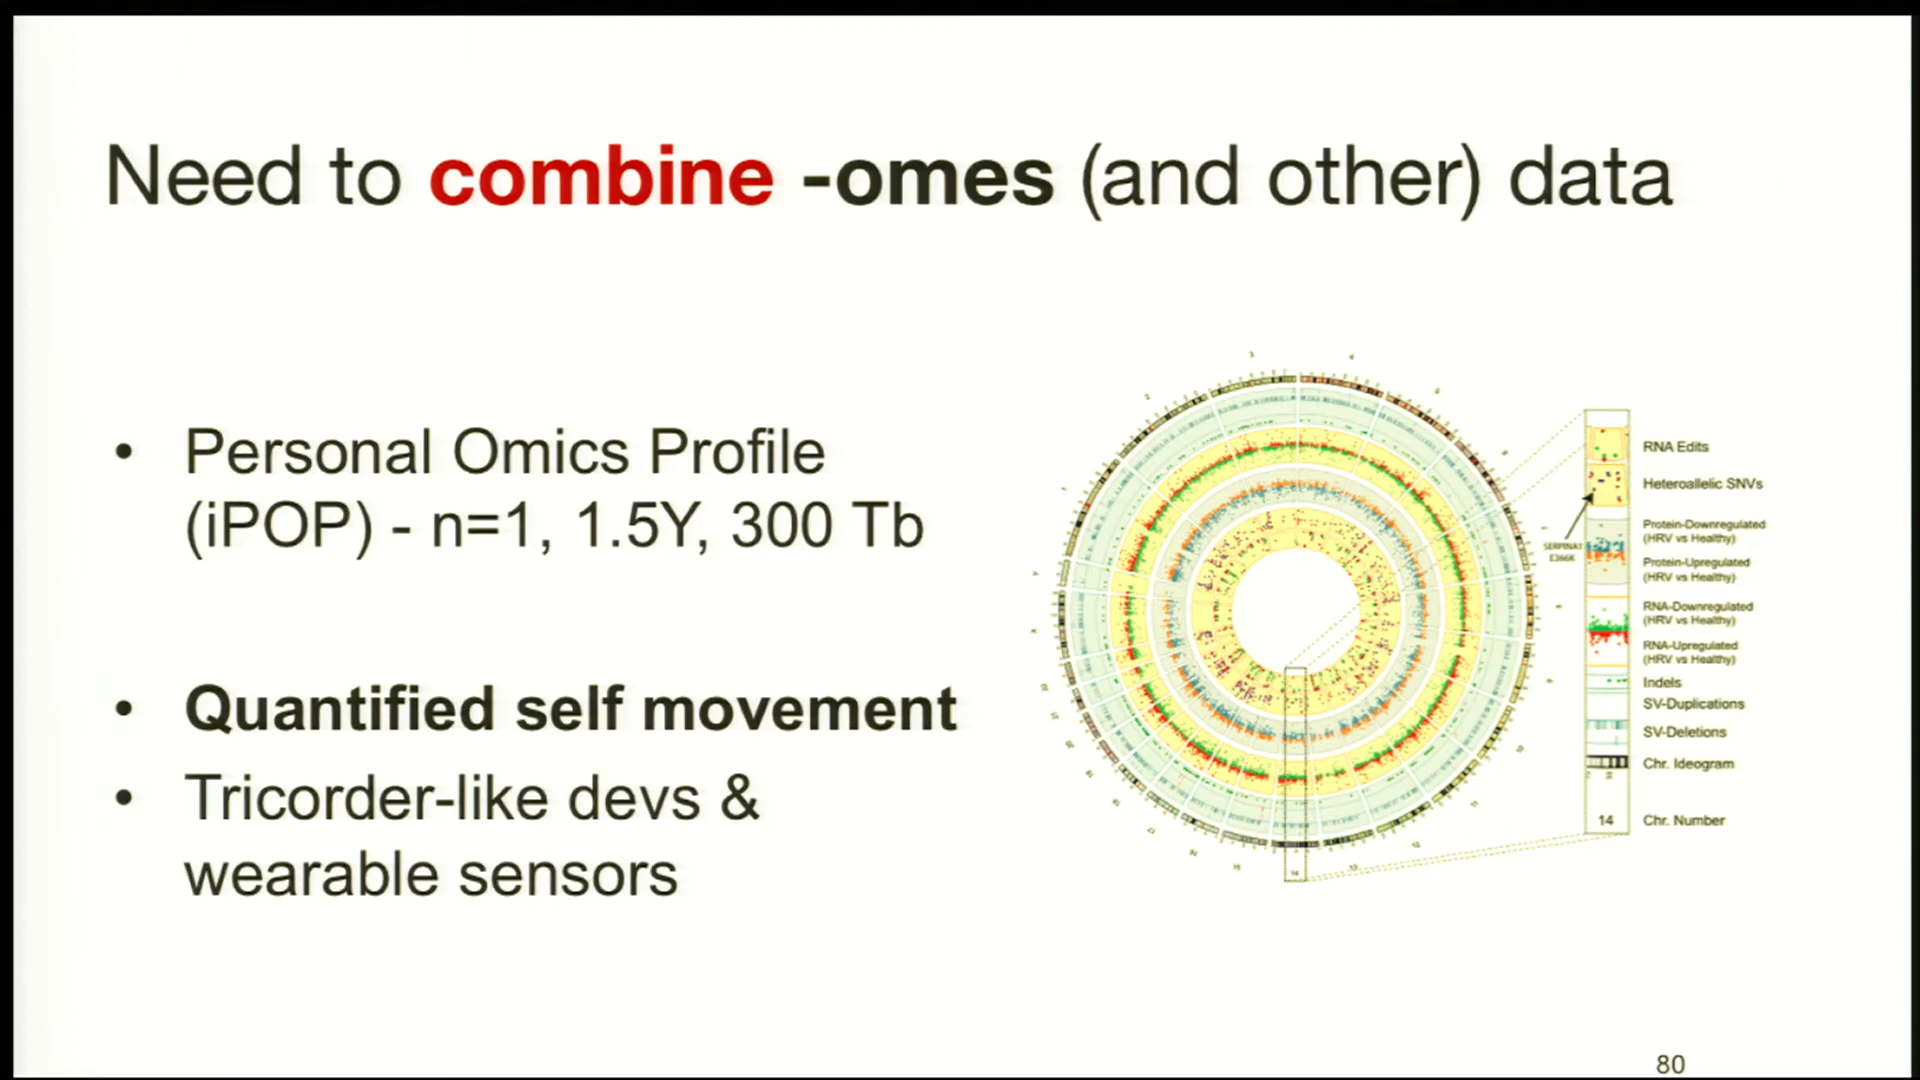 Need to combine -omes (and other) data
• Personal Omics Profile
(iPOP) - n=1, 1.5Y, 300 Tb
• Quantified self movement
• Tricorder-like devs &
wearable sensors
RNA Edits
Heteroallelic SNVs
Protein-Downregulated
(HRV vs Healthy)
SERPINA1
E366K
Protein-Upregulated
(HRV vs Healthy)
RNA-Downregulated
(HRV vs Healthy)
RNA-Upregulated
(HRV vs Healthy)
Indels
SV-Duplications
SV-Deletions
Chr. Ideogram
14 Chr. Number
14
80